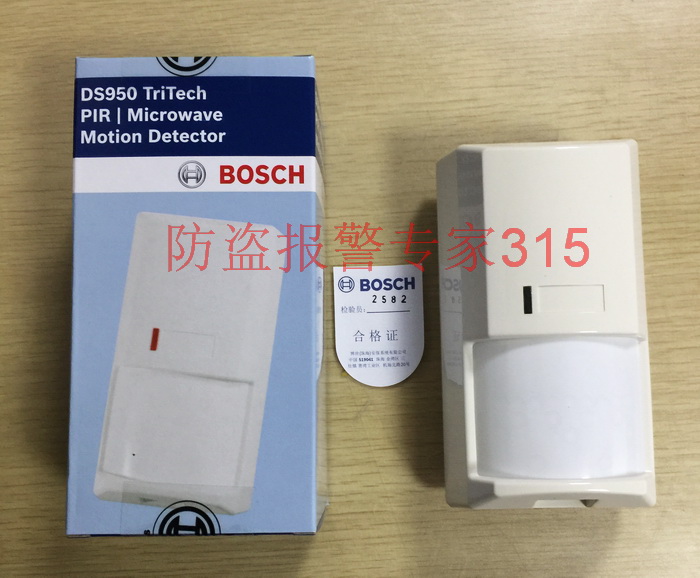 DS950 TriTech
PIR | Microwave
Motion Detector
BOSCH
防盗报警专家315
BOSCH
2582
检验员:
合格证